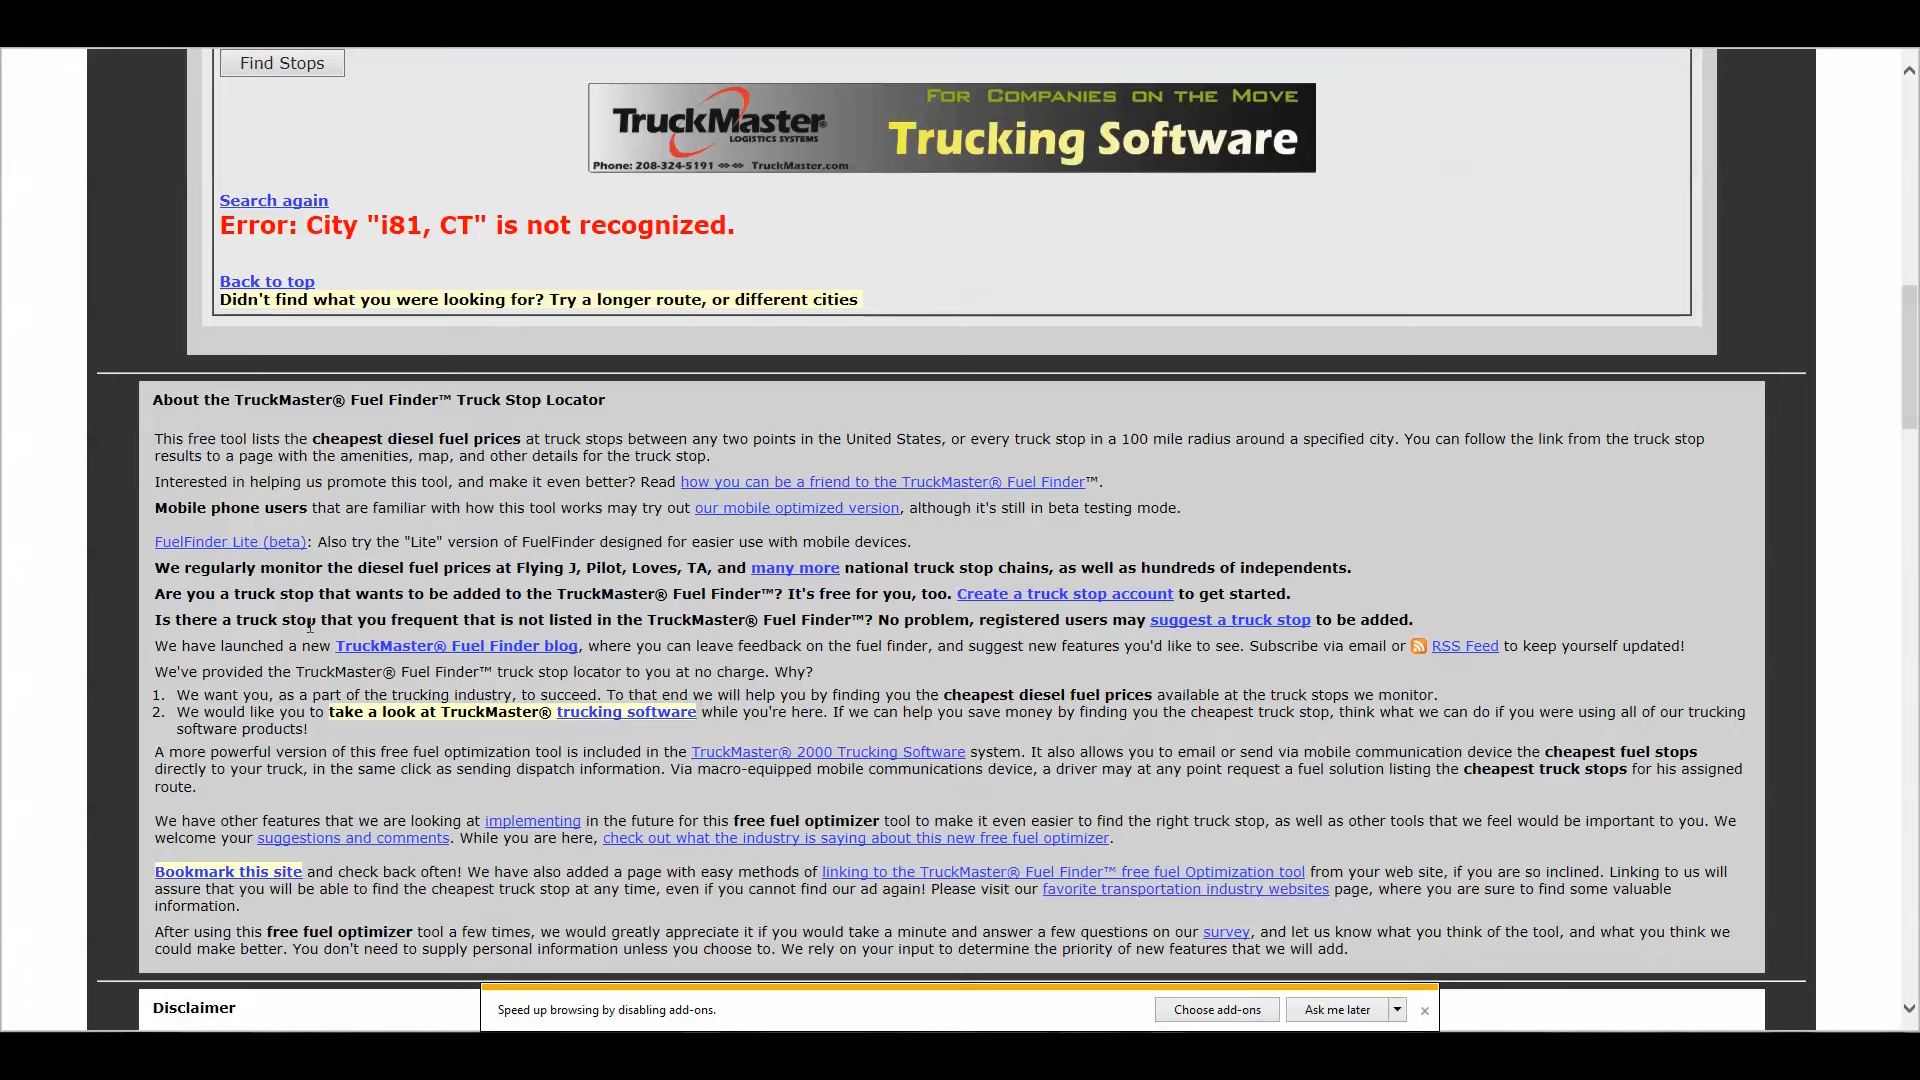 Find Stops
FOR COMPANIES ON THE MOVE
TruckMaster®
LOGISTICS SYSTEMS
Trucking Software
Phone: 208-324-5191 ⇔⇔ TruckMaster.com
Search again
Error: City "i81, CT" is not recognized.
Back to top
Didn't find what you were looking for? Try a longer route, or different cities
About the TruckMaster® Fuel Finder™ Truck Stop Locator
This free tool lists the cheapest diesel fuel prices at truck stops between any two points in the United States, or every truck stop in a 100 mile radius around a specified city. You can follow the link from the truck stop
results to a page with the amenities, map, and other details for the truck stop.
Interested in helping us promote this tool, and make it even better? Read how you can be a friend to the TruckMaster® Fuel Finder™.
Mobile phone users that are familiar with how this tool works may try out our mobile optimized version, although it's still in beta testing mode.
FuelFinder Lite (beta): Also try the "Lite" version of FuelFinder designed for easier use with mobile devices.
We regularly monitor the diesel fuel prices at Flying J, Pilot, Loves, TA, and many more national truck stop chains, as well as hundreds of independents.
Are you a truck stop that wants to be added to the TruckMaster® Fuel Finder™? It's free for you, too. Create a truck stop account to get started.
Is there a truck stop that you frequent that is not listed in the TruckMaster® Fuel Finder™? No problem, registered users may suggest a truck stop to be added.
We have launched a new TruckMaster® Fuel Finder blog, where you can leave feedback on the fuel finder, and suggest new features you'd like to see. Subscribe via email or RSS Feed to keep yourself updated!
We've provided the TruckMaster® Fuel Finder™ truck stop locator to you at no charge. Why?
1. We want you, as a part of the trucking industry, to succeed. To that end we will help you by finding you the cheapest diesel fuel prices available at the truck stops we monitor.
2. We would like you to take a look at TruckMaster® trucking software while you're here. If we can help you save money by finding you the cheapest truck stop, think what we can do if you were using all of our trucking
software products!
A more powerful version of this free fuel optimization tool is included in the TruckMaster® 2000 Trucking Software system. It also allows you to email or send via mobile communication device the cheapest fuel stops
directly to your truck, in the same click as sending dispatch information. Via macro-equipped mobile communications device, a driver may at any point request a fuel solution listing the cheapest truck stops for his assigned
route.
We have other features that we are looking at implementing in the future for this free fuel optimizer tool to make it even easier to find the right truck stop, as well as other tools that we feel would be important to you. We
welcome your suggestions and comments. While you are here, check out what the industry is saying about this new free fuel optimizer.
Bookmark this site and check back often! We have also added a page with easy methods of linking to the TruckMaster® Fuel Finder™ free fuel Optimization tool from your web site, if you are so inclined. Linking to us will
assure that you will be able to find the cheapest truck stop at any time, even if you cannot find our ad again! Please visit our favorite transportation industry websites page, where you are sure to find some valuable
information.
After using this free fuel optimizer tool a few times, we would greatly appreciate it if you would take a minute and answer a few questions on our survey, and let us know what you think of the tool, and what you think we
could make better. You don't need to supply personal information unless you choose to. We rely on your input to determine the priority of new features that we will add.
Disclaimer
Speed up browsing by disabling add-ons.
Choose add-ons
Ask me later